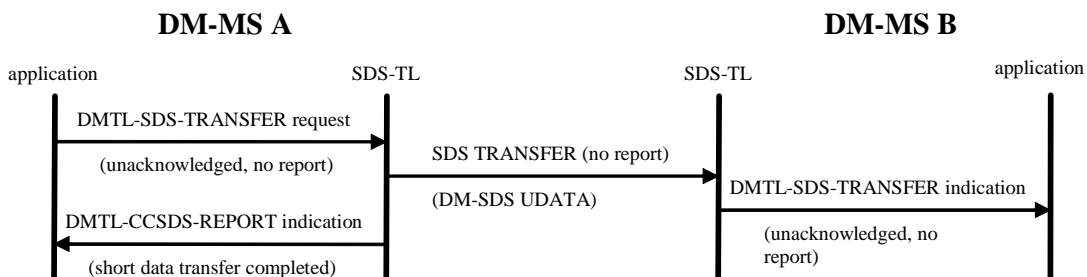 DM-MS A
DM-MS B
application
SDS-TL
SDS-TL
application
DMTL-SDS-TRANSFER request
(unacknowledged, no report)
SDS TRANSFER (no report)
(DM-SDS UDATA)
DMTL-SDS-TRANSFER indication
(unacknowledged, no
report)
DMTL-CCSDS-REPORT indication
(short data transfer completed)